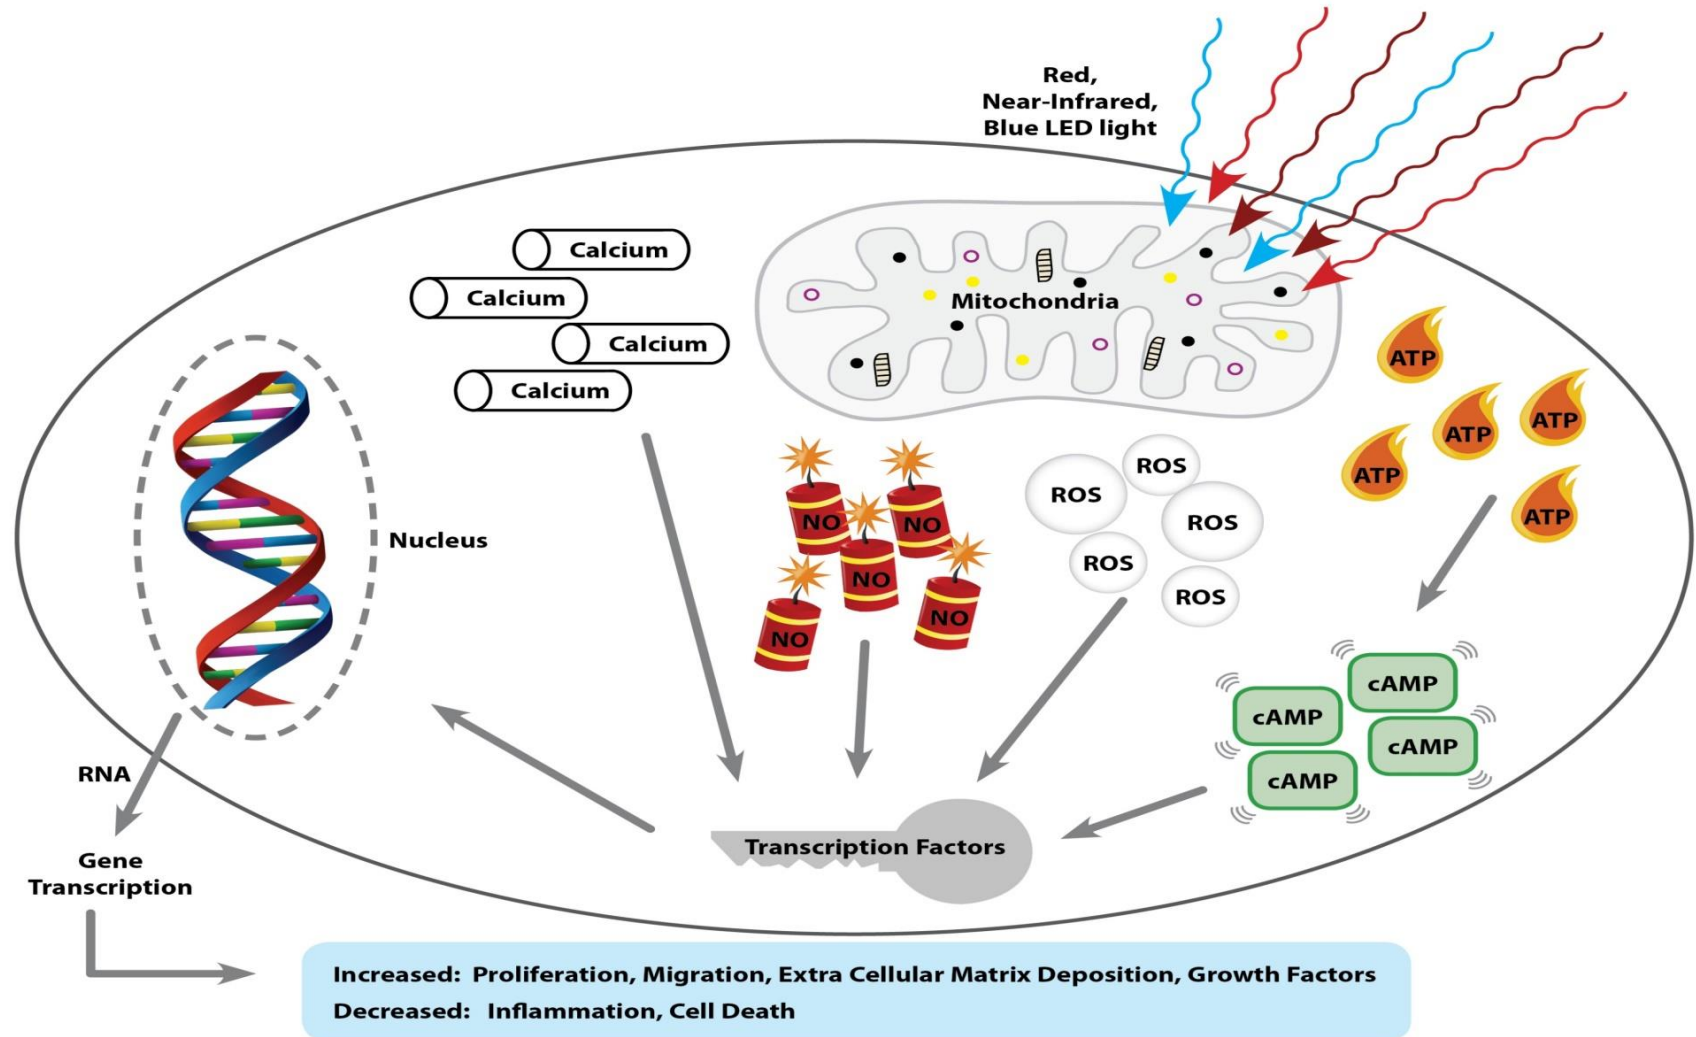 Red,
Near-Infrared,
Blue LED light
Calcium
Calcium
Calcium
Calcium
Mitochondria
ATP
ATP
ATP
ATP
ATP
NO
NO
NO
NO
NO
ROS
ROS
ROS
ROS
ROS
Nucleus
cAMP
cAMP
cAMP
cAMP
RNA
Transcription Factors
Gene
Transcription
Increased: Proliferation, Migration, Extra Cellular Matrix Deposition, Growth Factors
Decreased: Inflammation, Cell Death